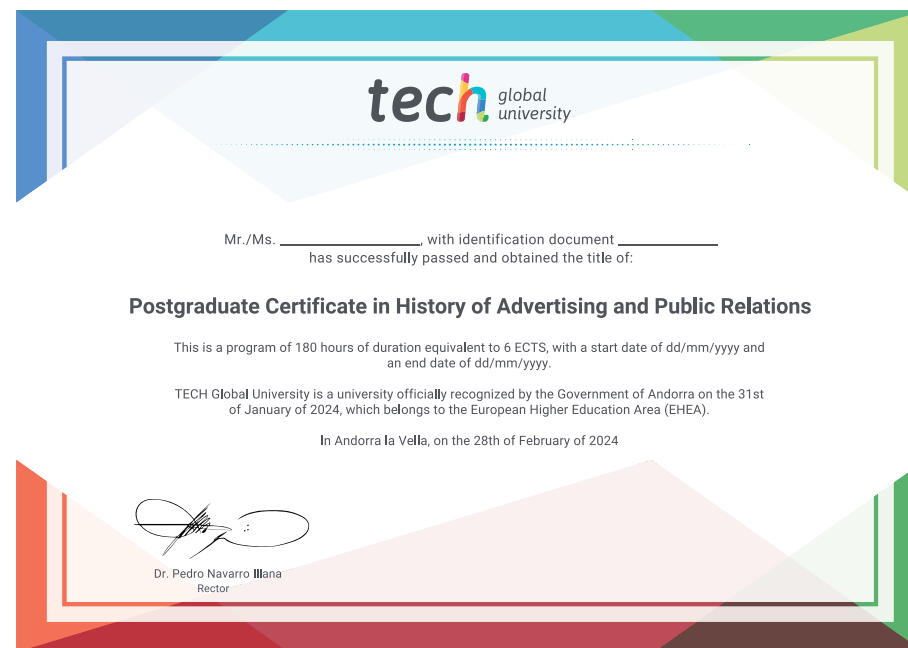 tech global university
Mr./Ms. ____________, with identification document ____________
has successfully passed and obtained the title of:
Postgraduate Certificate in History of Advertising and Public Relations
This is a program of 180 hours of duration equivalent to 6 ECTS, with a start date of dd/mm/yyyy and
an end date of dd/mm/yyyy.
TECH Global University is a university officially recognized by the Government of Andorra on the 31st
of January of 2024, which belongs to the European Higher Education Area (EHEA).
In Andorra la Vella, on the 28th of February of 2024
Dr. Pedro Navarro Illana
Rector